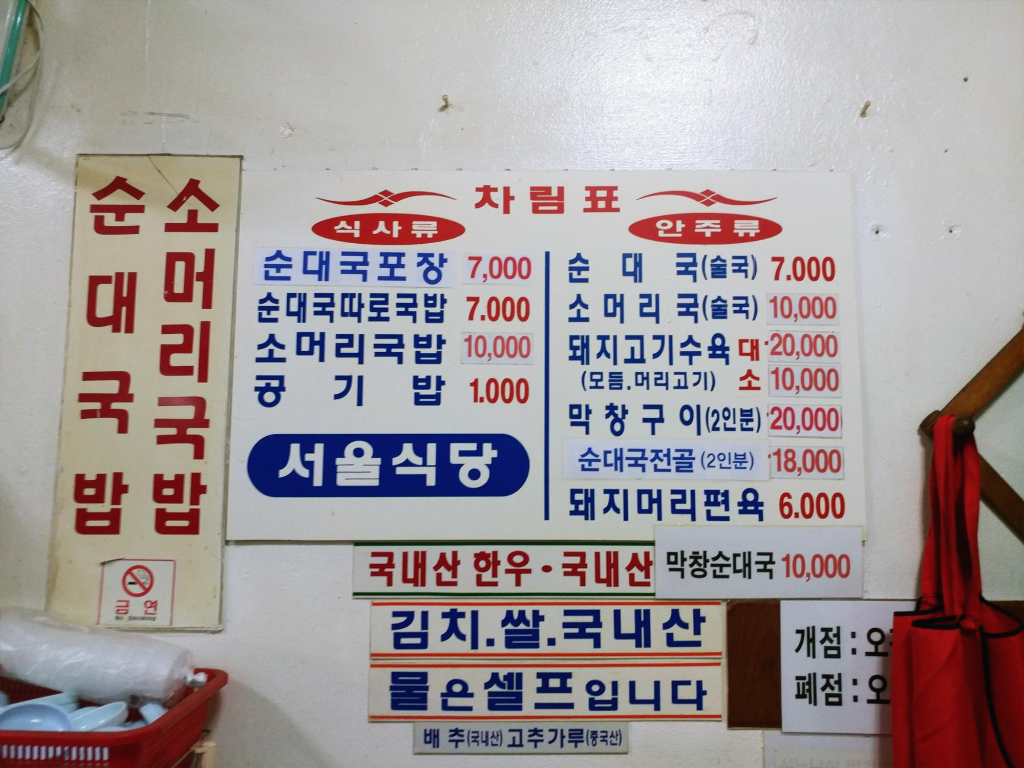 순대국밥
소머리국밥
금연
No Smoking
차림표
식사류
순대국포장 7,000
순대국따로국밥 7.000
소머리국밥 10,000
공기밥 1.000
서울식당
안주류
순대국(술국) 7.000
소머리국(술국) 10,000
돼지고기수육 대 20,000
(모듬.머리고기) 소 10,000
막창구이(2인분) 20,000
순대국전골(2인분) 18,000
돼지머리편육 6.000
국내산 한우·국내산
막창순대국 10,000
김치.쌀.국내산
물은셀프입니다
배추(국내산)고추가루(중국산)
개점 : 오
폐점 : 오